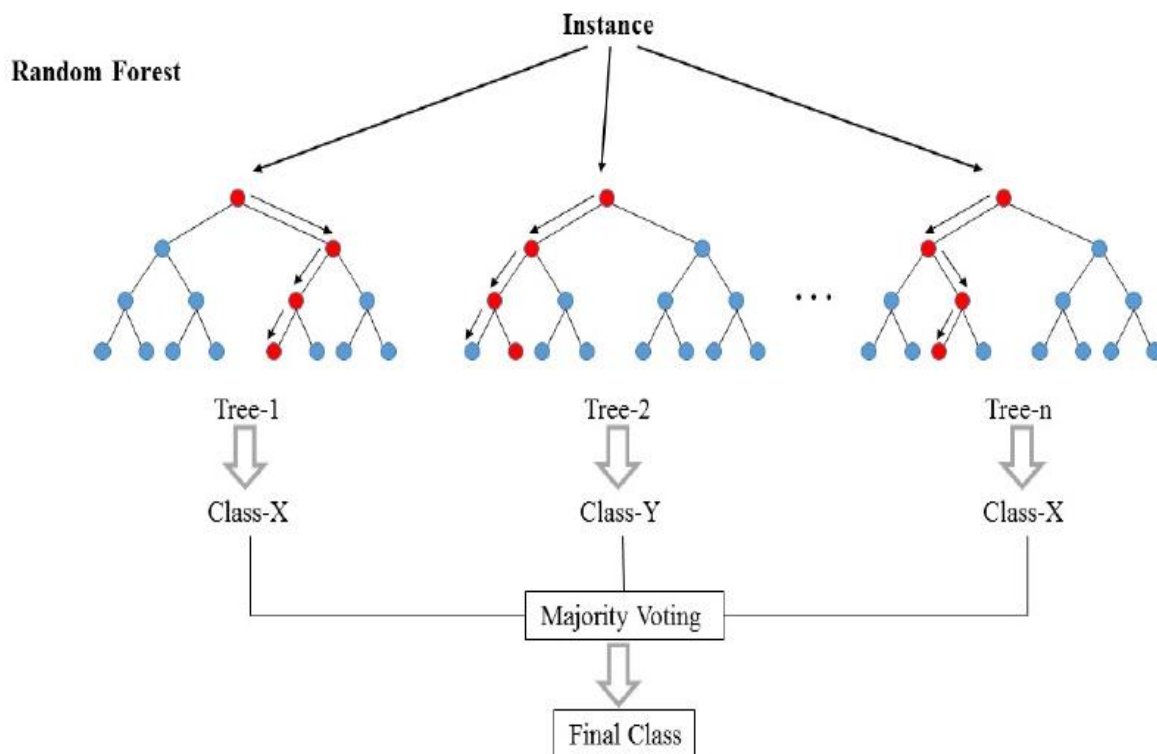 Instance
Random Forest
...
Tree-1 Tree-2 Tree-n
Class-X Class-Y Class-X
Majority Voting
Final Class